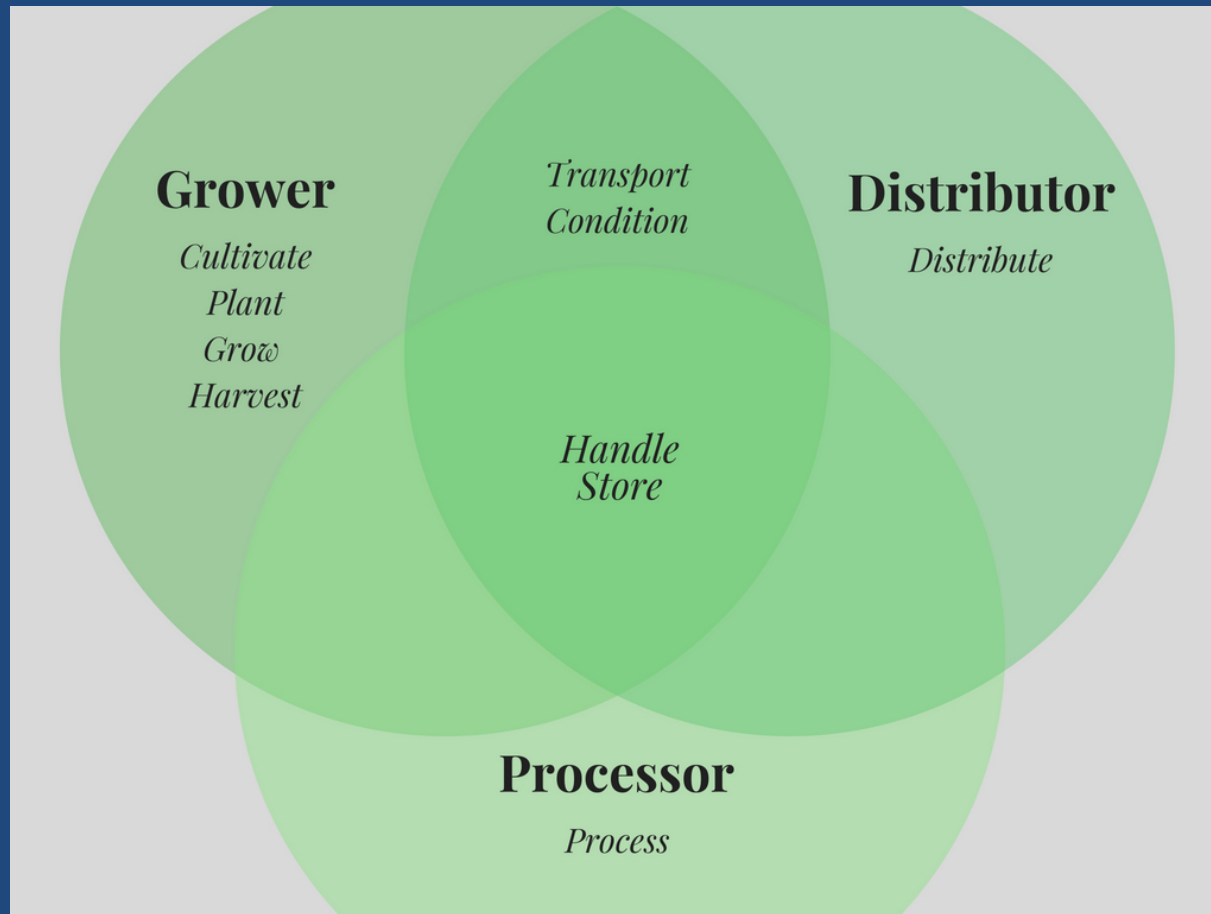 Grower
Cultivate
Plant
Grow
Harvest
Transport
Condition
Distributor
Distribute
Handle
Store
Processor
Process